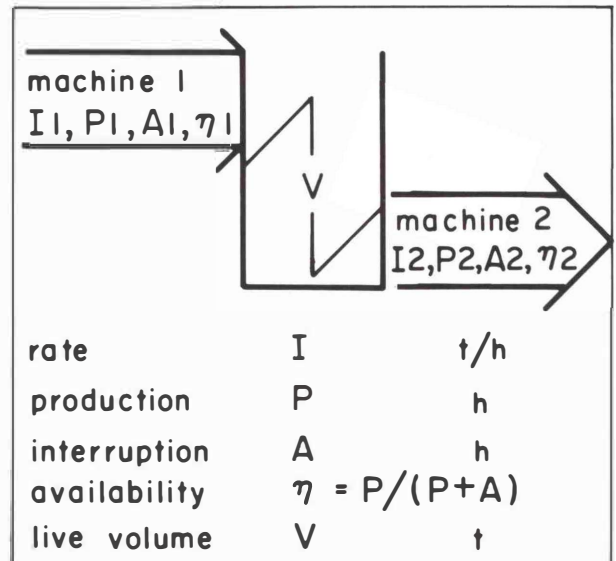 machine 1
I1, P1, A1, η1
V
machine 2
I2, P2, A2, η2
rate I t/h
production P h
interruption A h
availability η = P/(P+A)
live volume V t